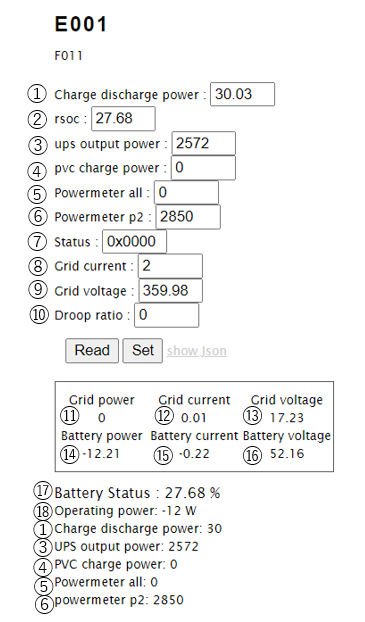 E001
F011
① Charge discharge power : 30.03
② rsoc : 27.68
③ ups output power : 2572
④ pvc charge power : 0
⑤ Powermeter all : 0
⑥ Powermeter p2 : 2850
⑦ Status : 0x0000
⑧ Grid current : 2
⑨ Grid voltage : 359.98
⑩ Droop ratio : 0
Read Set show Json
Grid power Grid current Grid voltage
⑪ 0 ⑫ 0.01 ⑬ 17.23
Battery power Battery current Battery voltage
⑭ -12.21 ⑮ -0.22 ⑯ 52.16
⑰ Battery Status : 27.68 %
⑱ Operating power: -12 W
① Charge discharge power: 30
③ UPS output power: 2572
④ PVC charge power: 0
⑤ Powermeter all: 0
⑥ powermeter p2: 2850